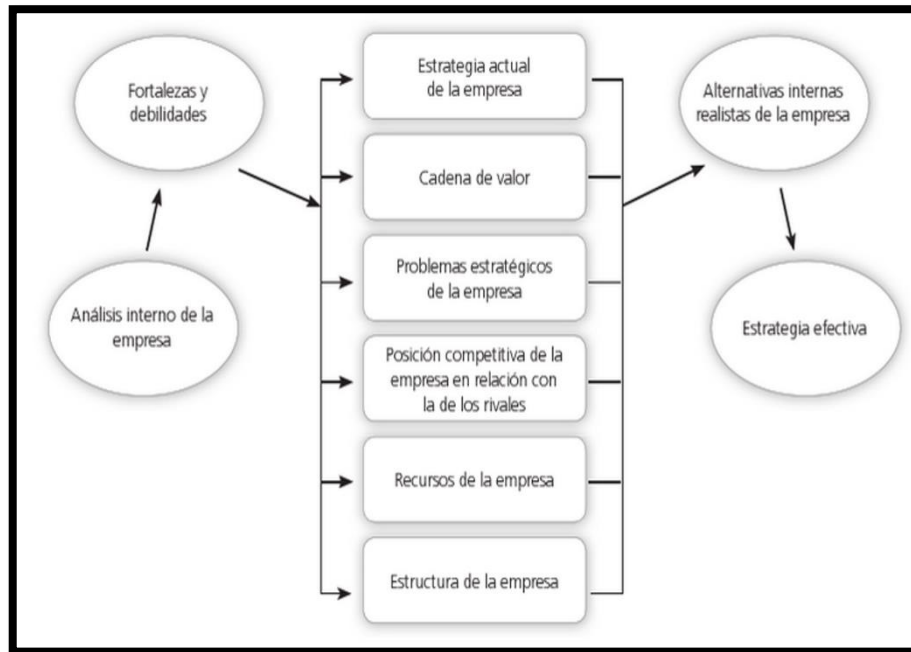 Fortalezas y
debilidades
Análisis interno de la
empresa
Estrategia actual
de la empresa
Cadena de valor
Problemas estratégicos
de la empresa
Posición competitiva de la
empresa en relación con
la de los rivales
Recursos de la empresa
Estructura de la empresa
Alternativas internas
realistas de la empresa
Estrategia efectiva